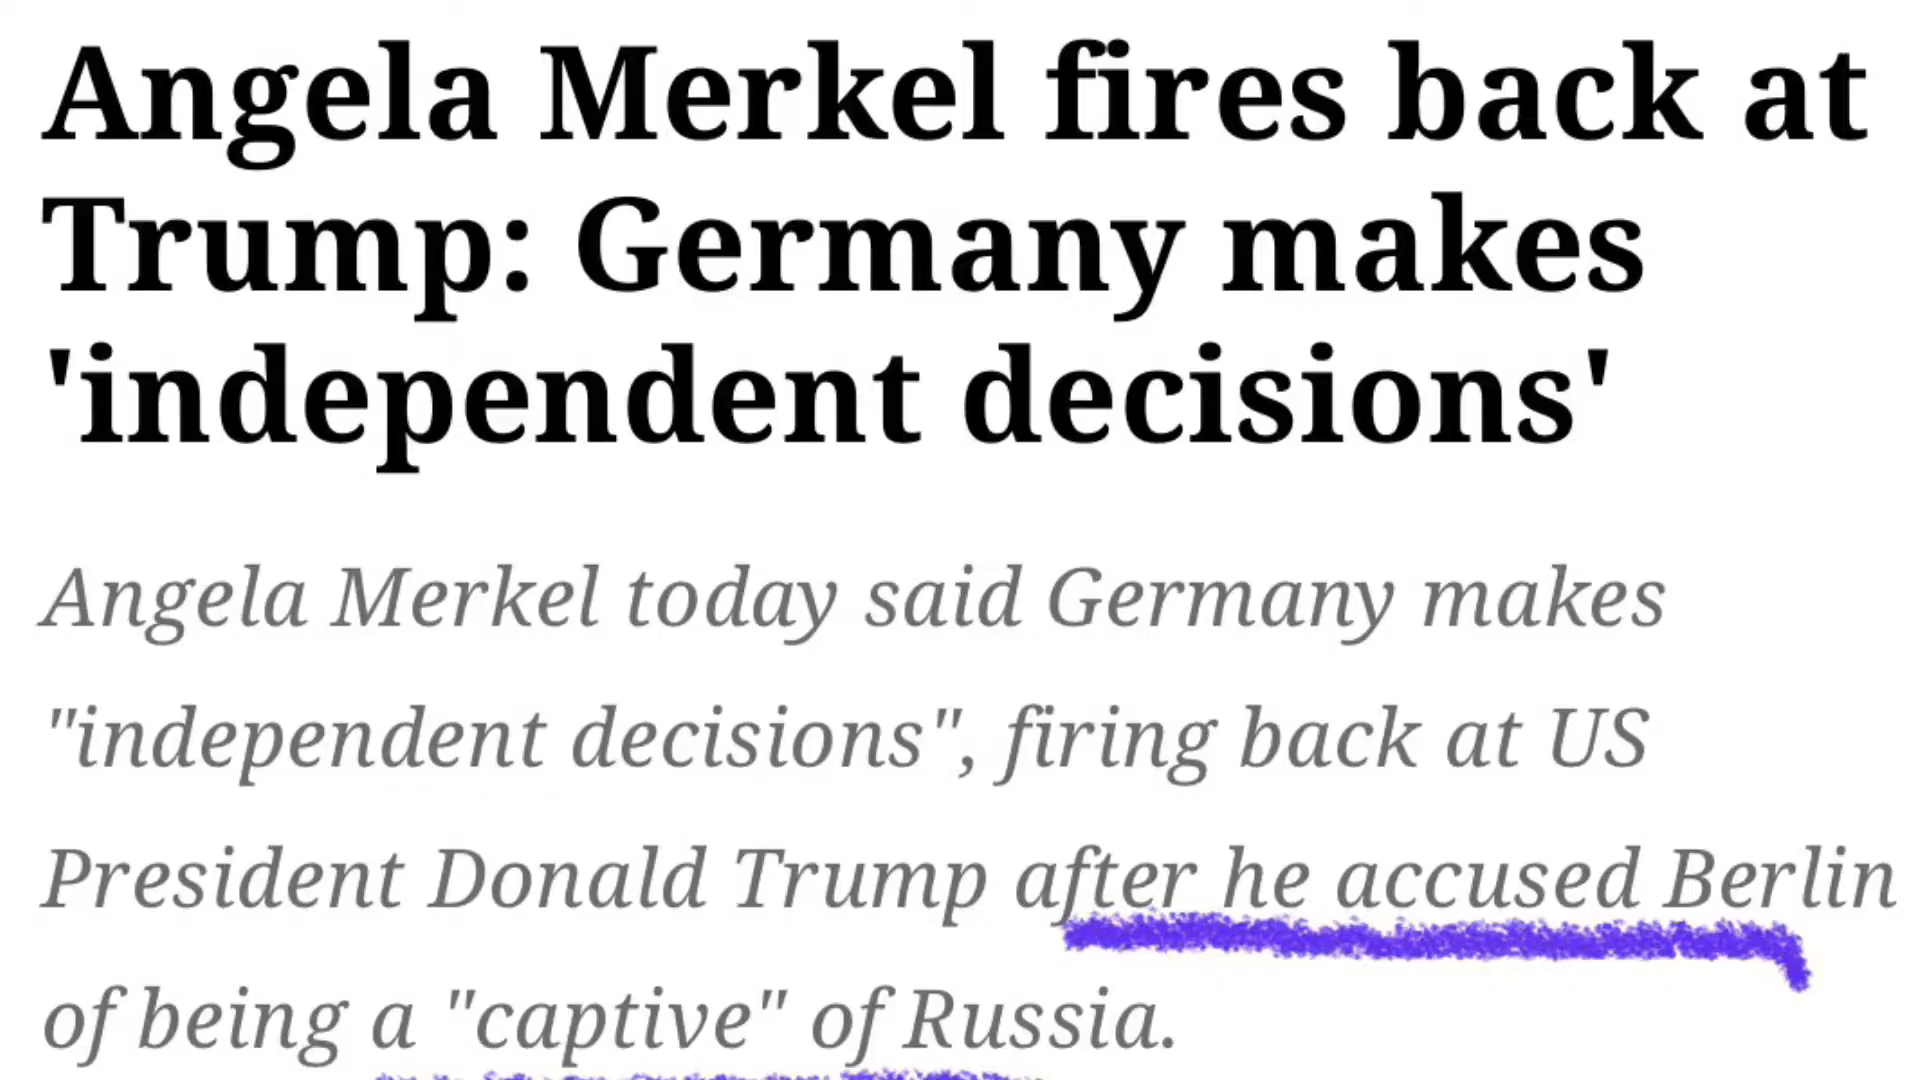 Angela Merkel fires back at
Trump: Germany makes
'independent decisions'
Angela Merkel today said Germany makes
"independent decisions", firing back at US
President Donald Trump after he accused Berlin
of being a "captive" of Russia.